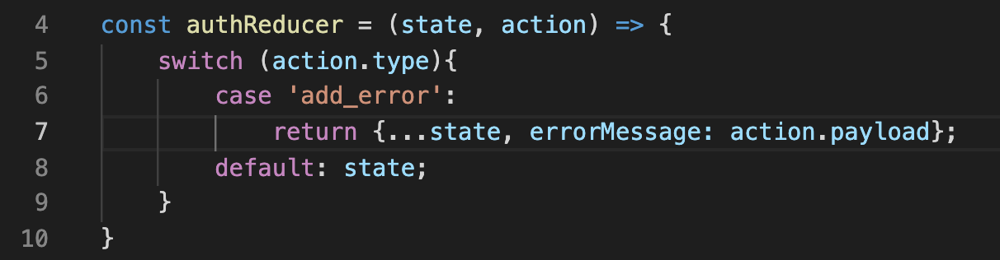 4 const authReducer = (state, action) => {
5 switch (action.type){
6 case 'add_error':
7 return {...state, errorMessage: action.payload};
8 default: state;
9 }
10 }